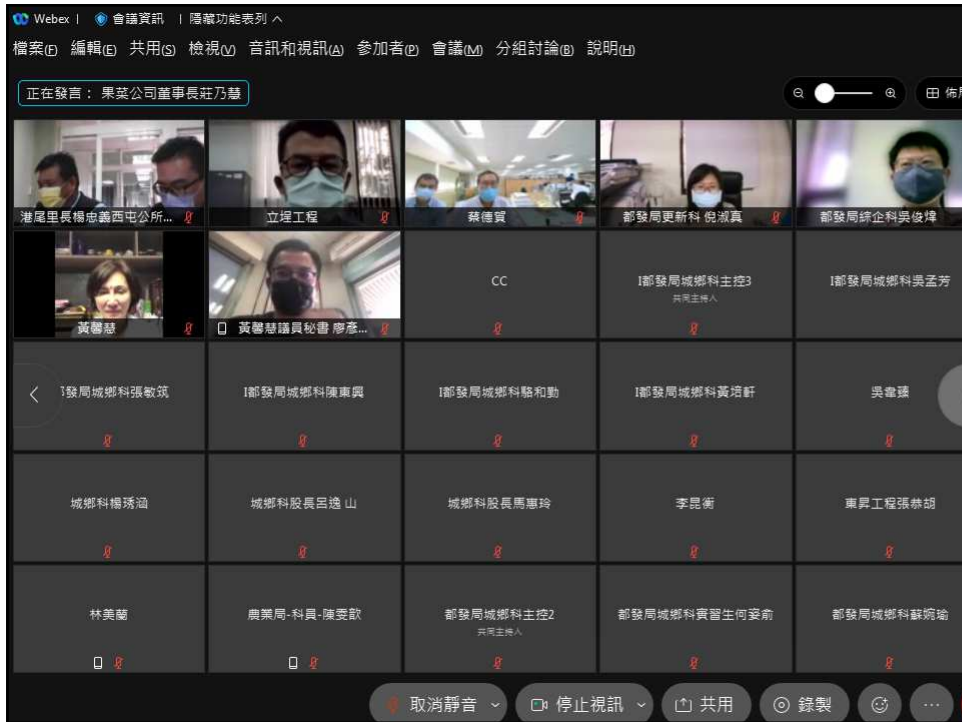 Webex | 會議資訊 | 隱藏功能表列
檔案(F) 編輯(E) 共用(S) 檢視(V) 音訊和視訊(A) 參加者(P) 會議(M) 分組討論(B) 說明(H)
正在發言： 果菜公司董事長莊乃慧
佈局
港尾里長楊忠義西屯公所...
立埕工程
蔡德貿
都發局更新科 倪淑真
都發局綜企科吳俊煒
黃馨慧
黃馨慧議員秘書 廖彥...
CC
1都發局城鄉科主控3
共同主持人
1都發局城鄉科吳孟芳
發局城鄉科張敏筑
1都發局城鄉科陳東興
1都發局城鄉科駱和勤
1都發局城鄉科黃培軒
吳韋臻
城鄉科楊琇涵
城鄉科股長呂逸 山
城鄉科股長馬惠玲
李昆衡
東昇工程張恭胡
林美蘭
農業局-科員-陳雯歆
都發局城鄉科主控2
共同主持人
都發局城鄉科實習生何姿俞
都發局城鄉科蘇婉瑜
取消靜音
停止視訊
共用
錄製